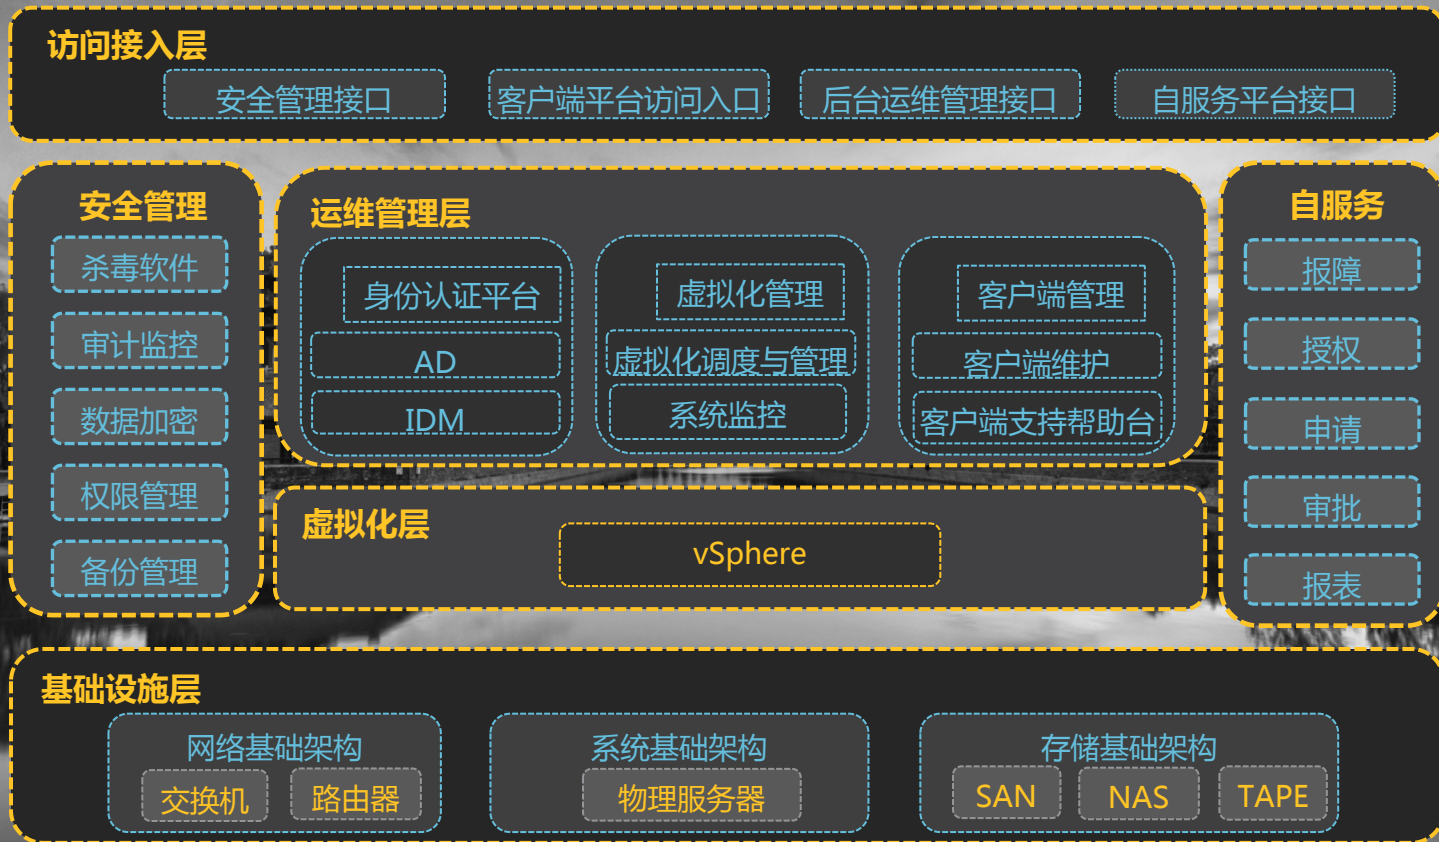 访问接入层
安全管理接口
客户端平台访问入口
后台运维管理接口
自服务平台接口
安全管理
杀毒软件
审计监控
数据加密
权限管理
备份管理
运维管理层
身份认证平台
AD
IDM
虚拟化管理
虚拟化调度与管理
系统监控
客户端管理
客户端维护
客户端支持帮助台
虚拟化层
vSphere
自服务
报障
授权
申请
审批
报表
基础设施层
网络基础架构
交换机
路由器
系统基础架构
物理服务器
存储基础架构
SAN
NAS
TAPE